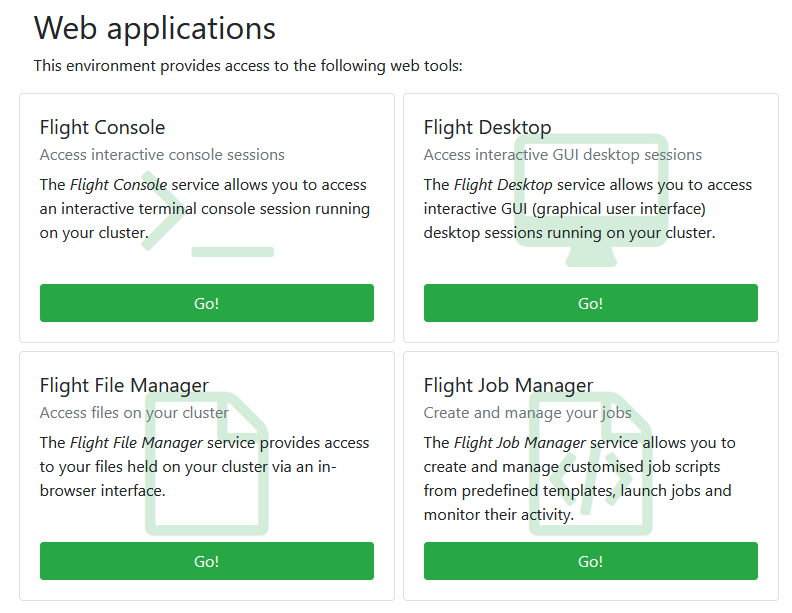 Web applications
This environment provides access to the following web tools:
Flight Console
Access interactive console sessions
The Flight Console service allows you to access
an interactive terminal console session running
on your cluster.
Go!
Flight Desktop
Access interactive GUI desktop sessions
The Flight Desktop service allows you to access
interactive GUI (graphical user interface)
desktop sessions running on your cluster.
Go!
Flight File Manager
Access files on your cluster
The Flight File Manager service provides access
to your files held on your cluster via an in-
browser interface.
Go!
Flight Job Manager
Create and manage your jobs
The Flight Job Manager service allows you to
create and manage customised job scripts
from predefined templates, launch jobs and
monitor their activity.
Go!